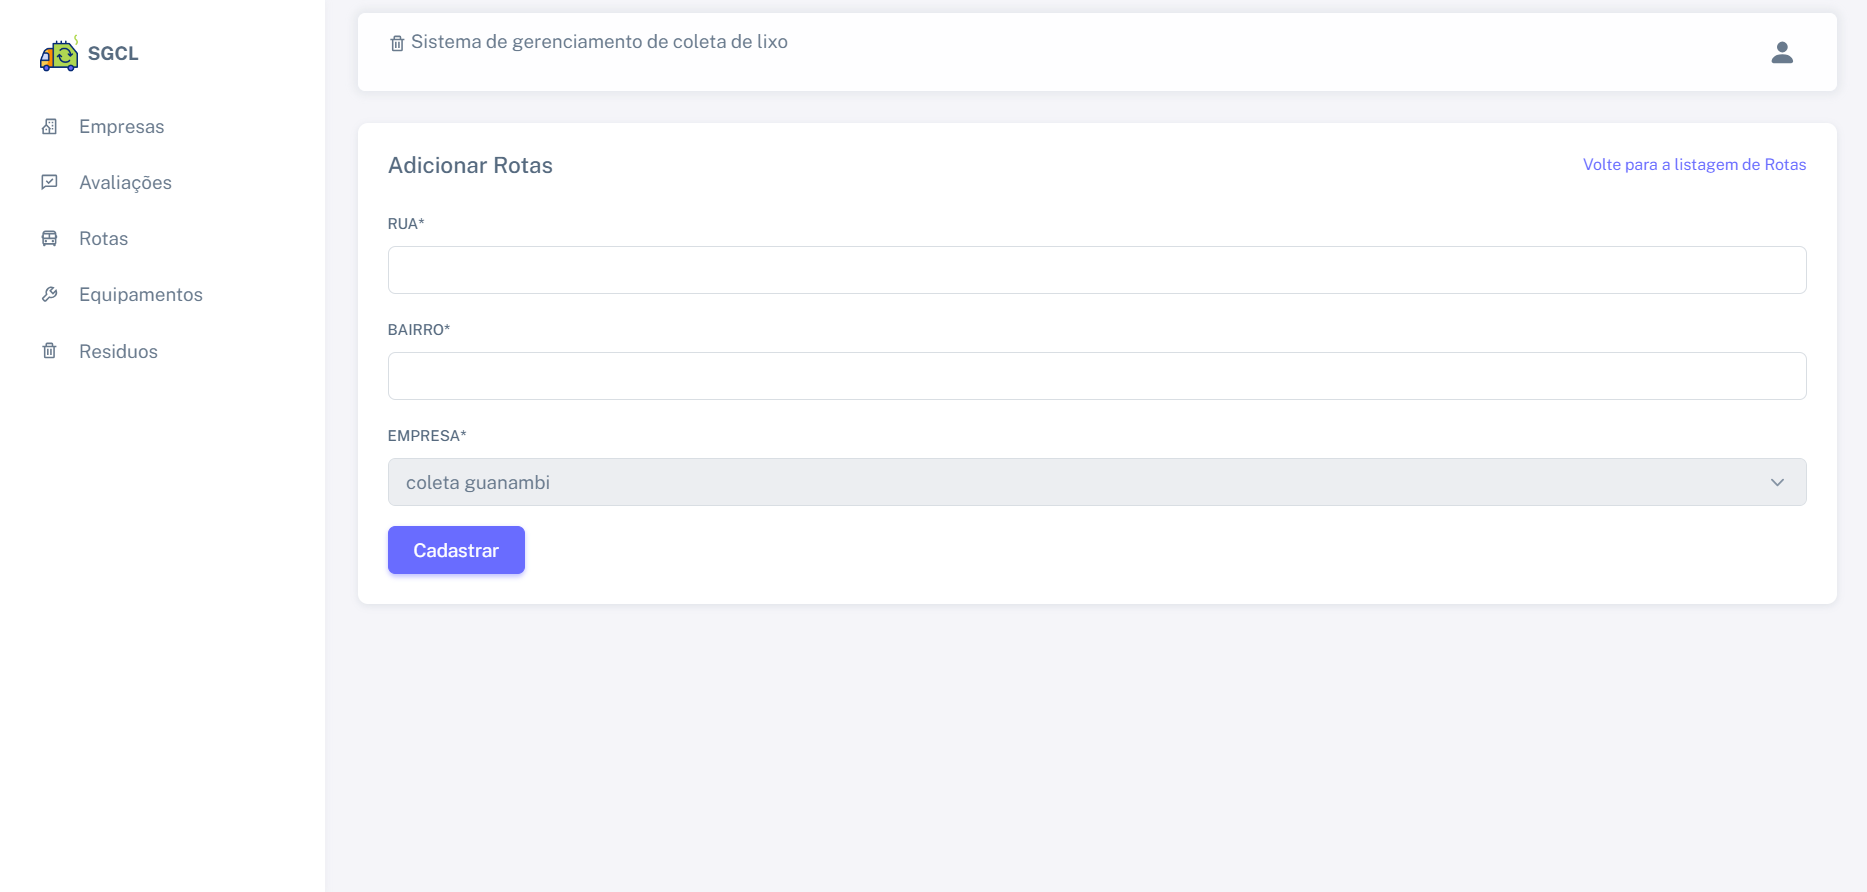 SGCL
Empresas
Avaliações
Rotas
Equipamentos
Residuos
Sistema de gerenciamento de coleta de lixo
Adicionar Rotas
Volte para a listagem de Rotas
RUA*
BAIRRO*
EMPRESA*
coleta guanambi
Cadastrar